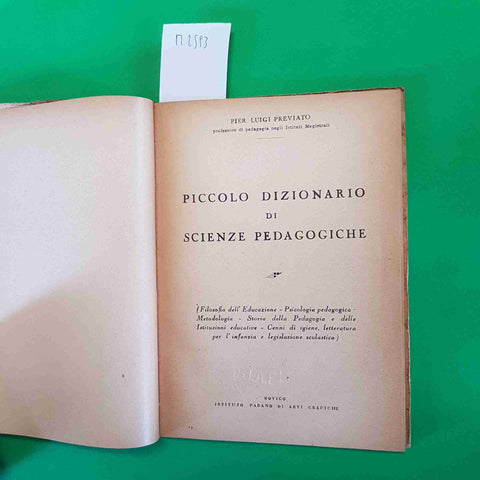 M2593
PIER LUIGI PREVIATO
professore di pedagogia negli Istituti Magistrali
PICCOLO DIZIONARIO
DI
SCIENZE PEDAGOGICHE
(Filosofia dell'Educazione - Psicologia pedagogica -
Metodologia - Storia della Pedagogia e delle
Istituzioni educative - Cenni di igiene, letteratura
per l'infanzia e legislazione scolastica)
ROVIGO
ISTITUTO PADANO DI ARTI GRAFICHE